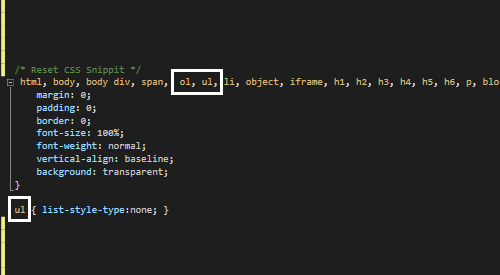 /* Reset CSS Snippit */
html, body, body div, span, ol, ul, li, object, iframe, h1, h2, h3, h4, h5, h6, p, blo
margin: 0;
padding: 0;
border: 0;
font-size: 100%;
font-weight: normal;
vertical-align: baseline;
background: transparent;
}
ul { list-style-type:none; }